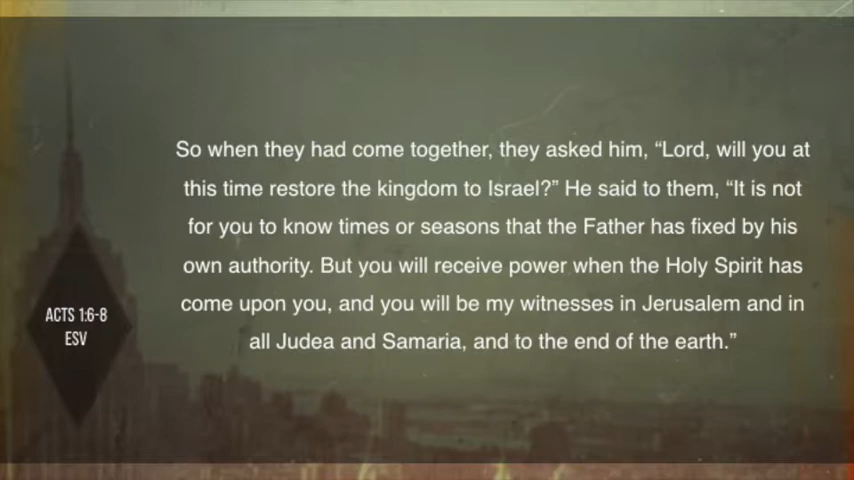 So when they had come together, they asked him, “Lord, will you at
this time restore the kingdom to Israel?” He said to them, “It is not
for you to know times or seasons that the Father has fixed by his
own authority. But you will receive power when the Holy Spirit has
come upon you, and you will be my witnesses in Jerusalem and in
all Judea and Samaria, and to the end of the earth.”
ACTS 1:6-8
ESV